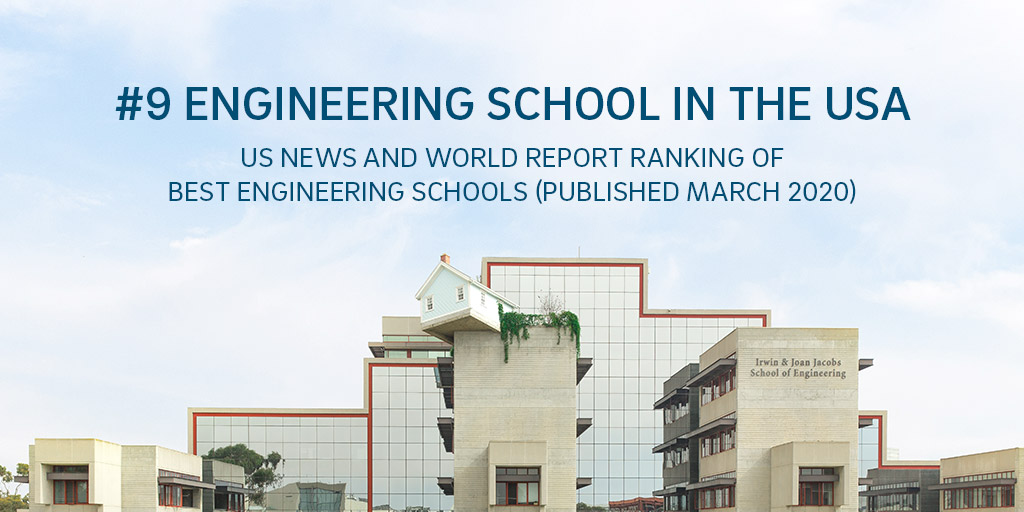 #9 ENGINEERING SCHOOL IN THE USA
US NEWS AND WORLD REPORT RANKING OF
BEST ENGINEERING SCHOOLS (PUBLISHED MARCH 2020)
Irwin & Joan Jacobs
School of Engineering